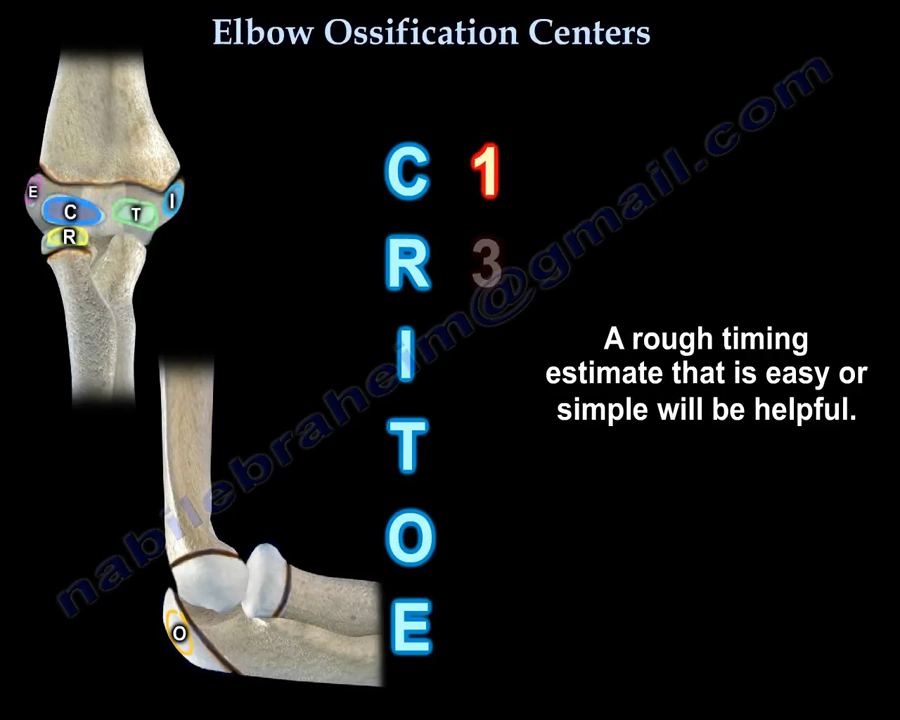 Elbow Ossification Centers
E
C
T
I
R
O
C 1
R 3
I
T
O
E
A rough timing
estimate that is easy or
simple will be helpful.
nabilebraheim@gmail.com